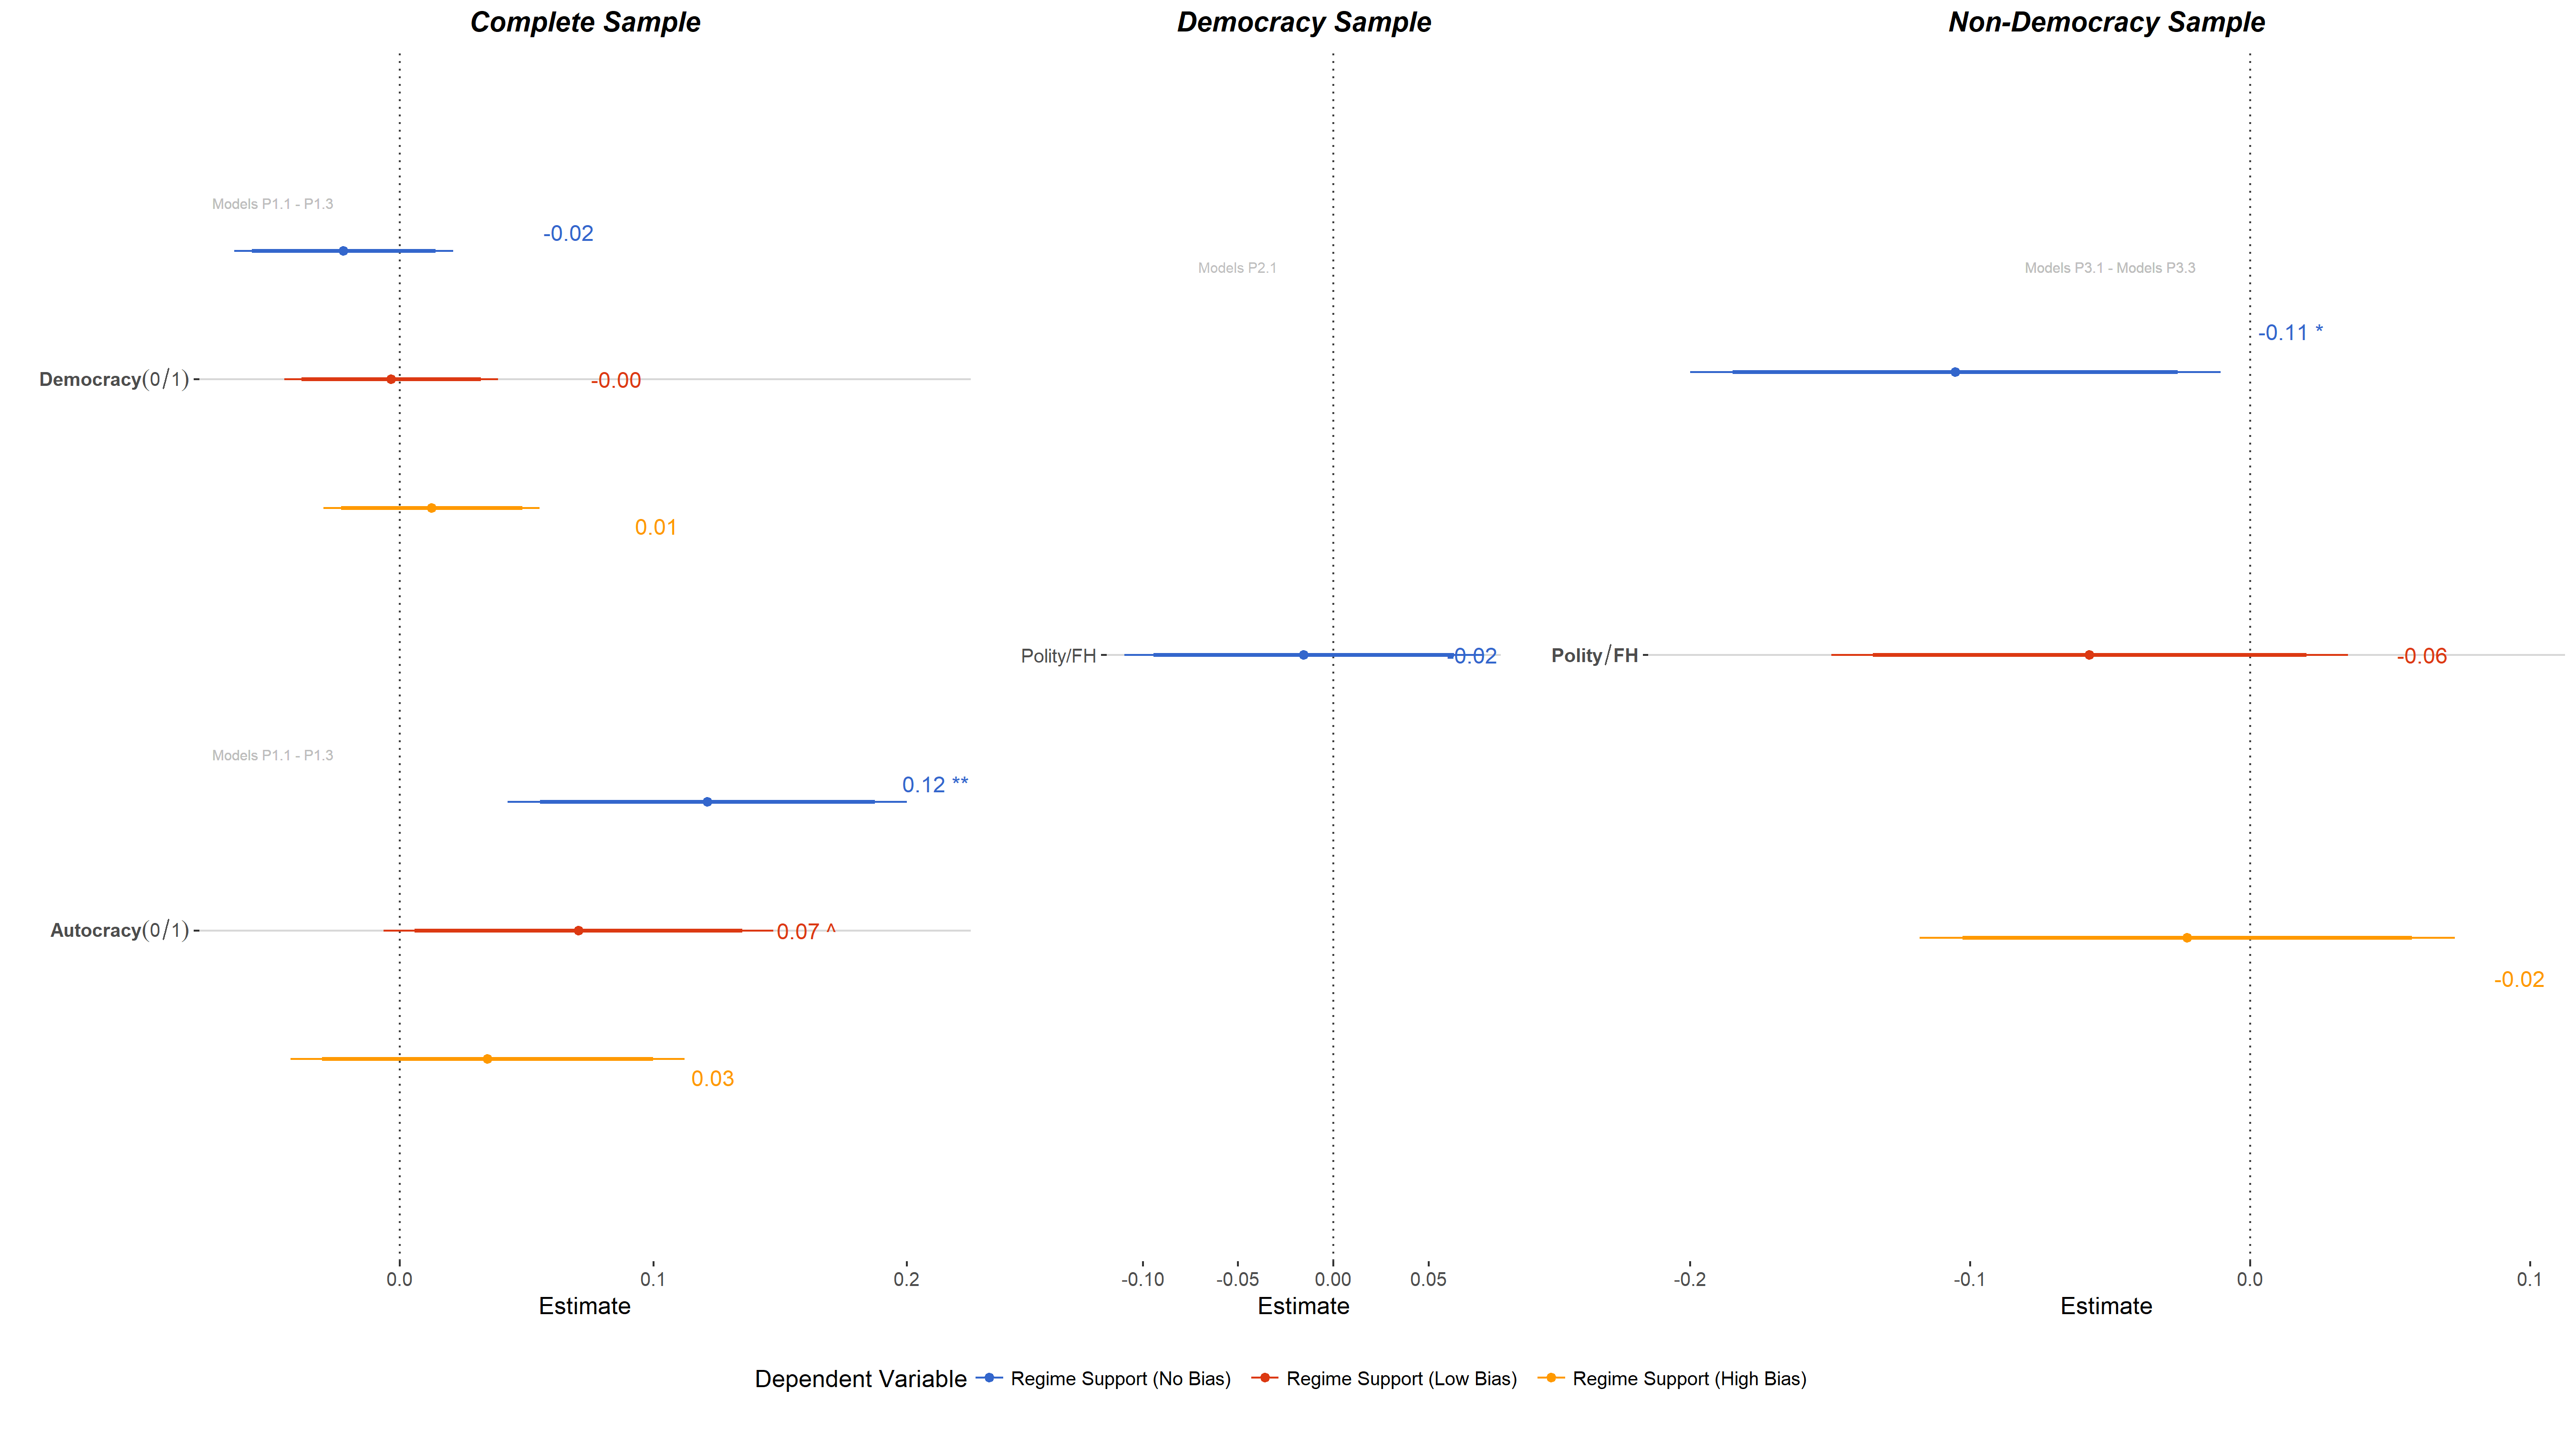 Complete Sample
Democracy Sample
Non-Democracy Sample
Models P1.1 - P1.3
-0.02
Democracy(0/1)
-0.00
0.01
Models P1.1 - P1.3
0.12 **
Autocracy(0/1)
0.07 ^
0.03
0.0
0.1
0.2
Estimate
Models P2.1
Polity/FH
-0.02
-0.10
-0.05
0.00
0.05
Estimate
Models P3.1 - Models P3.3
-0.11 *
Polity/FH
-0.06
-0.02
-0.2
-0.1
0.0
0.1
Estimate
Dependent Variable
Regime Support (No Bias)
Regime Support (Low Bias)
Regime Support (High Bias)